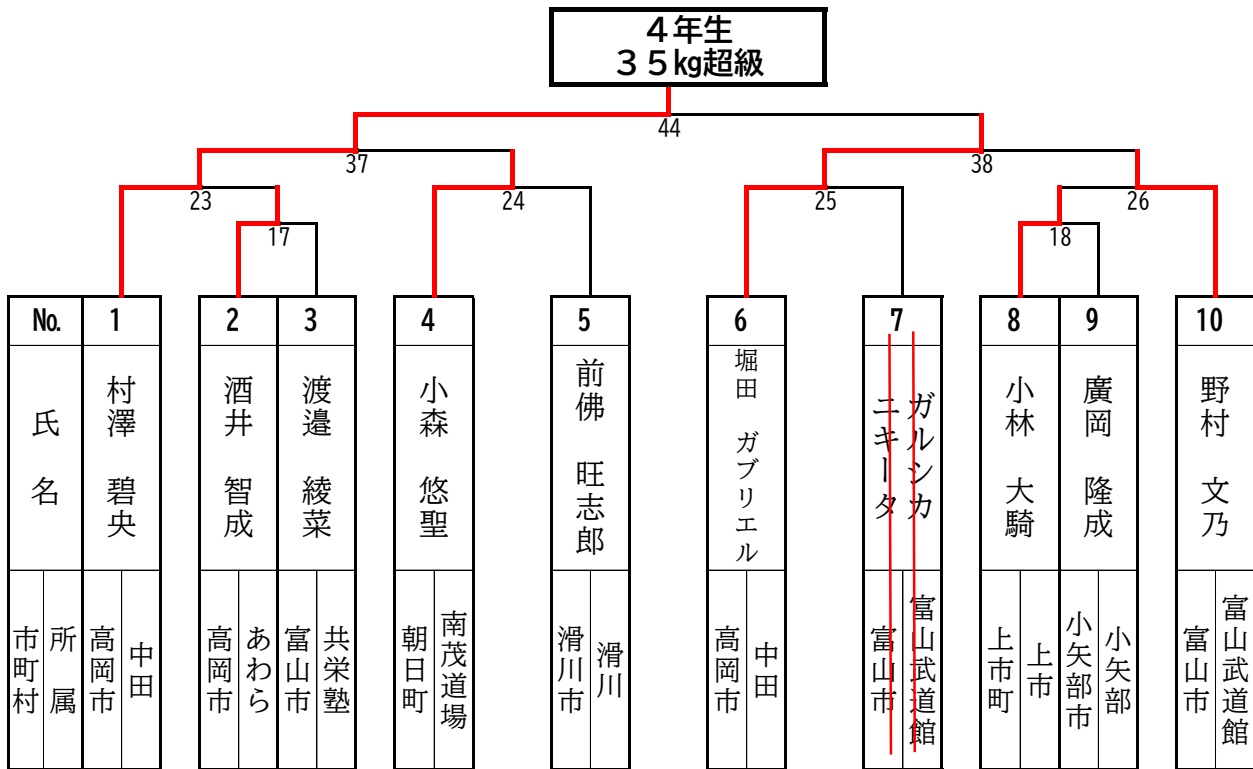 ４年生
３５kg超級
44
37
38
23
24
25
26
17
18
No.
1
2
3
4
5
6
7
8
9
10
氏名
村澤 碧央
酒井 智成
渡邉 綾菜
小森 悠聖
前佛 旺志郎
堀田 ガブリエル
ガルシカ
ニキータ
小林 大騎
廣岡 隆成
野村 文乃
所属
市町村
中田
高岡市
あわら
高岡市
共栄塾
富山市
南茂道場
朝日町
滑川
滑川市
中田
高岡市
富山武道館
富山市
上市
上市町
小矢部
小矢部市
富山武道館
富山市